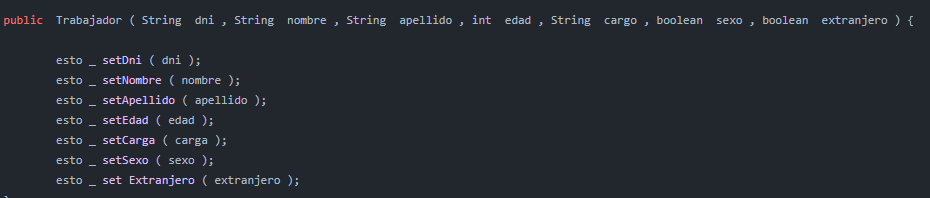 public Trabajador ( String dni , String nombre , String apellido , int edad , String cargo , boolean sexo , boolean extranjero ) {
esto _ setDni ( dni );
esto _ setNombre ( nombre );
esto _ setApellido ( apellido );
esto _ setEdad ( edad );
esto _ setCarga ( carga );
esto _ setSexo ( sexo );
esto _ set Extranjero ( extranjero );